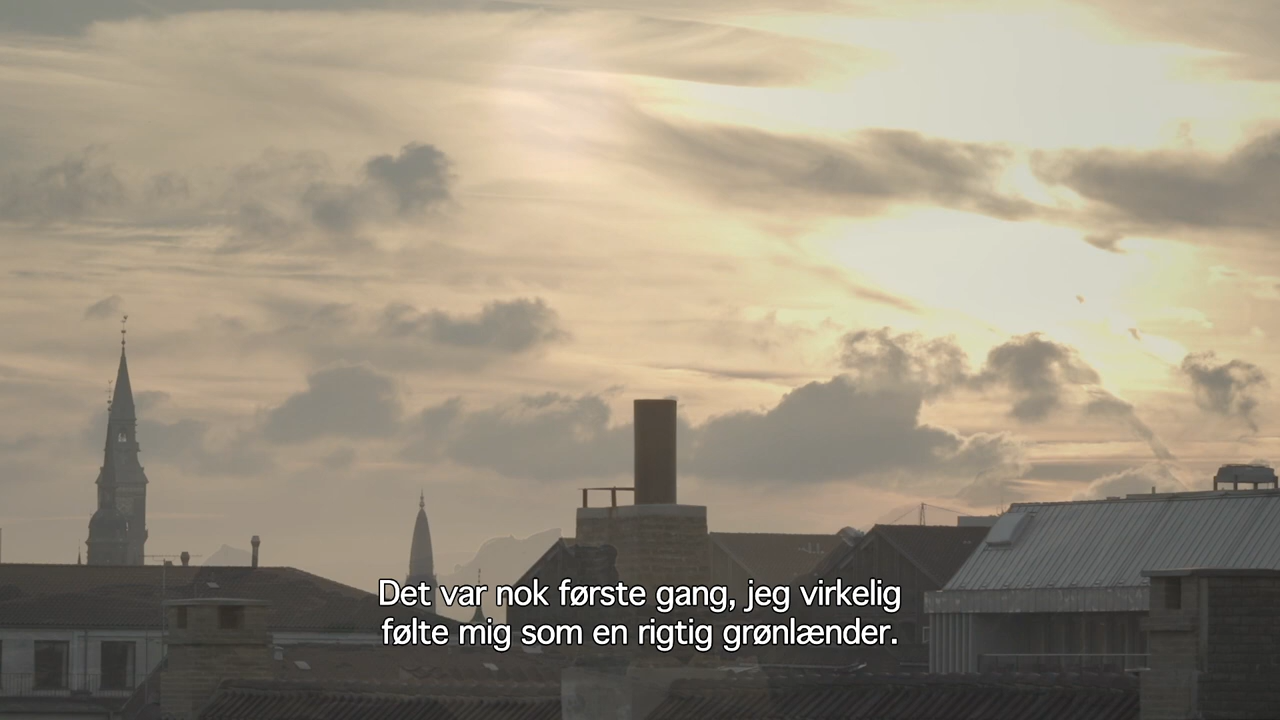 Det var nok første gang, jeg virkelig
følte mig som en rigtig grønlænder.